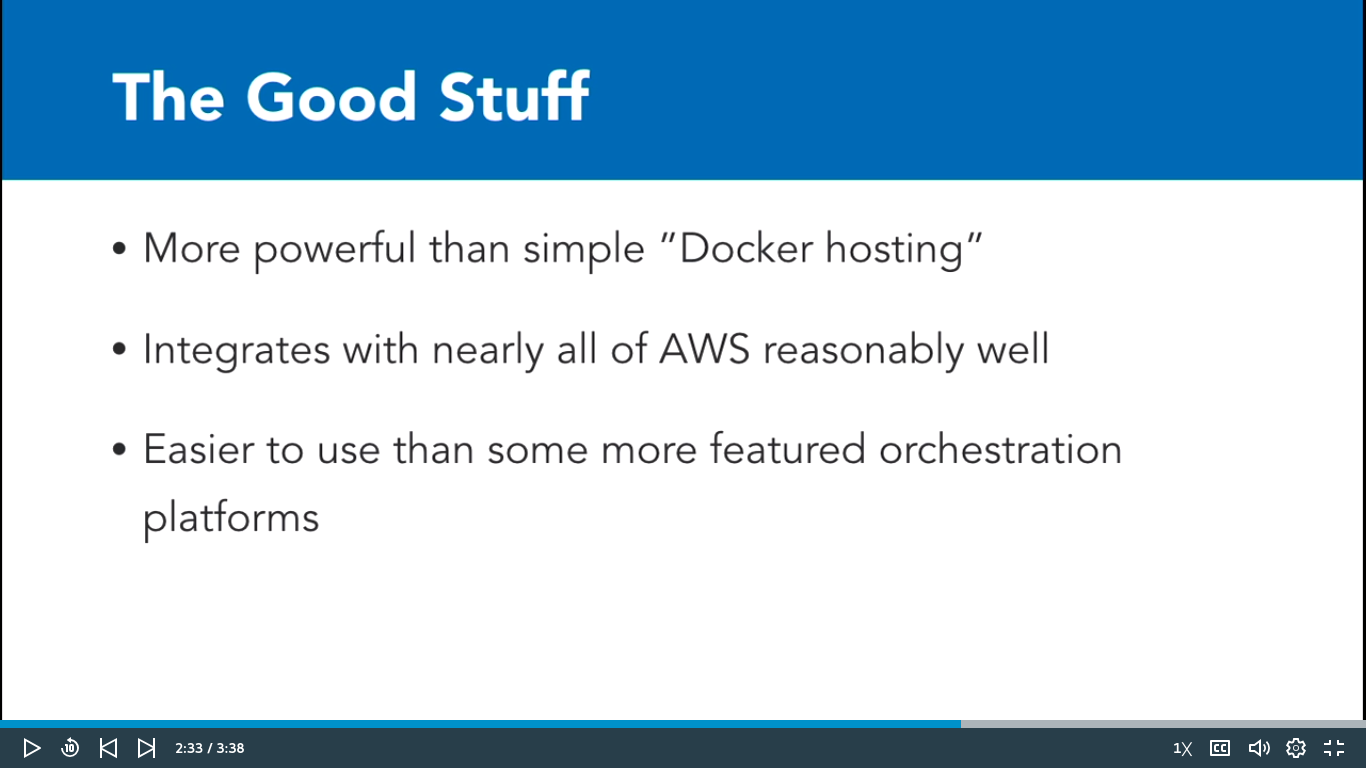 The Good Stuff
• More powerful than simple ”Docker hosting”
• Integrates with nearly all of AWS reasonably well
• Easier to use than some more featured orchestration
platforms
10 2:33 / 3:38 1X CC